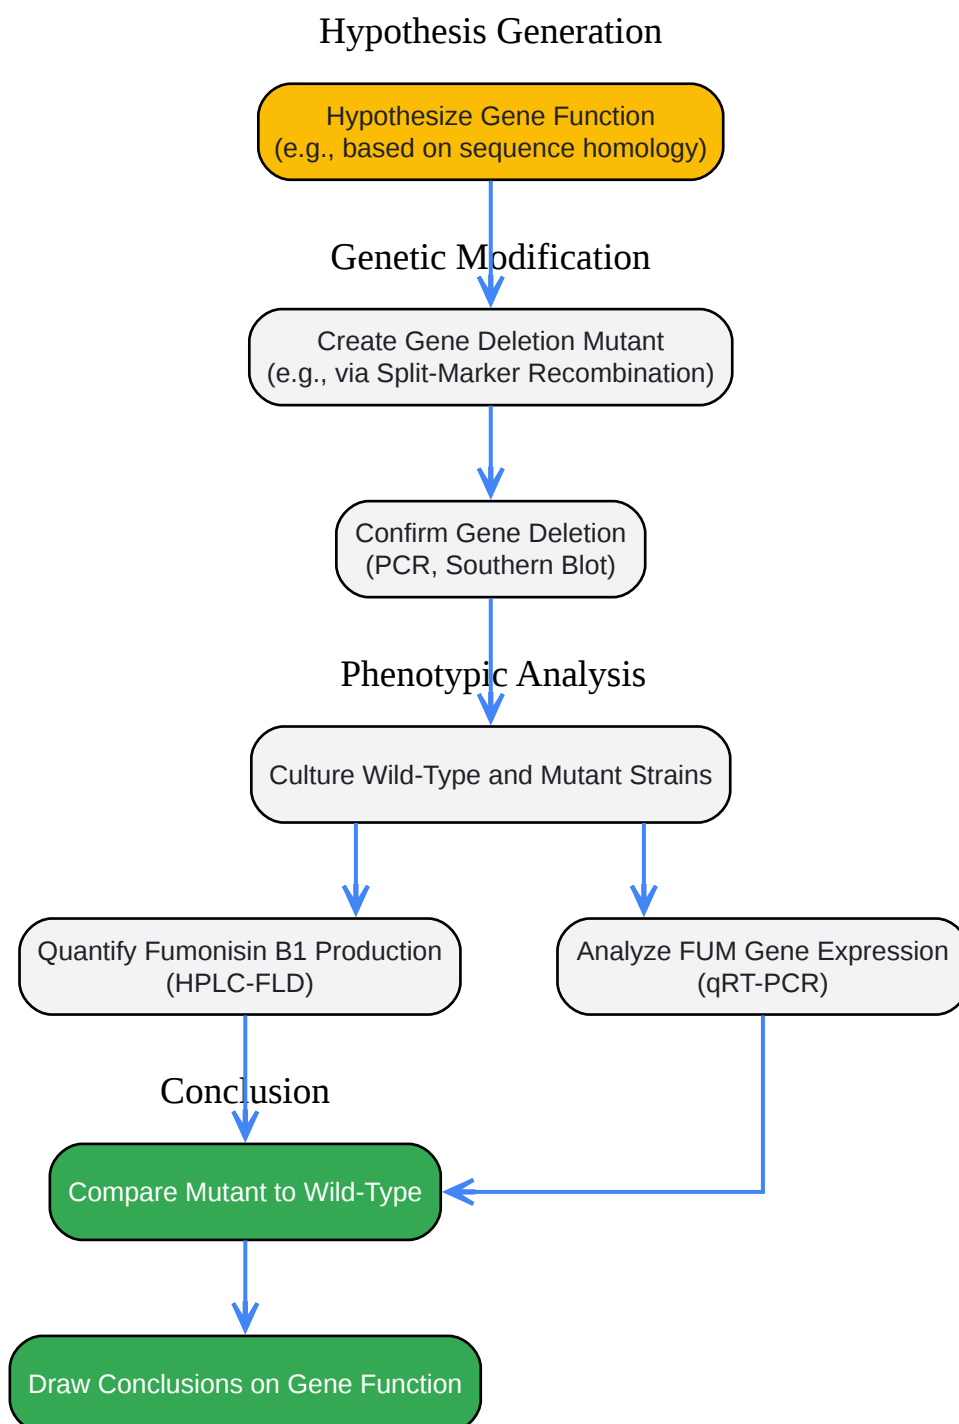 Hypothesis Generation
Hypothesize Gene Function
(e.g., based on sequence homology)
Genetic Modification
Create Gene Deletion Mutant
(e.g., via Split-Marker Recombination)
Confirm Gene Deletion
(PCR, Southern Blot)
Phenotypic Analysis
Culture Wild-Type and Mutant Strains
Quantify Fumonisin B1 Production
(HPLC-FLD)
Analyze FUM Gene Expression
(qRT-PCR)
Conclusion
Compare Mutant to Wild-Type
Draw Conclusions on Gene Function